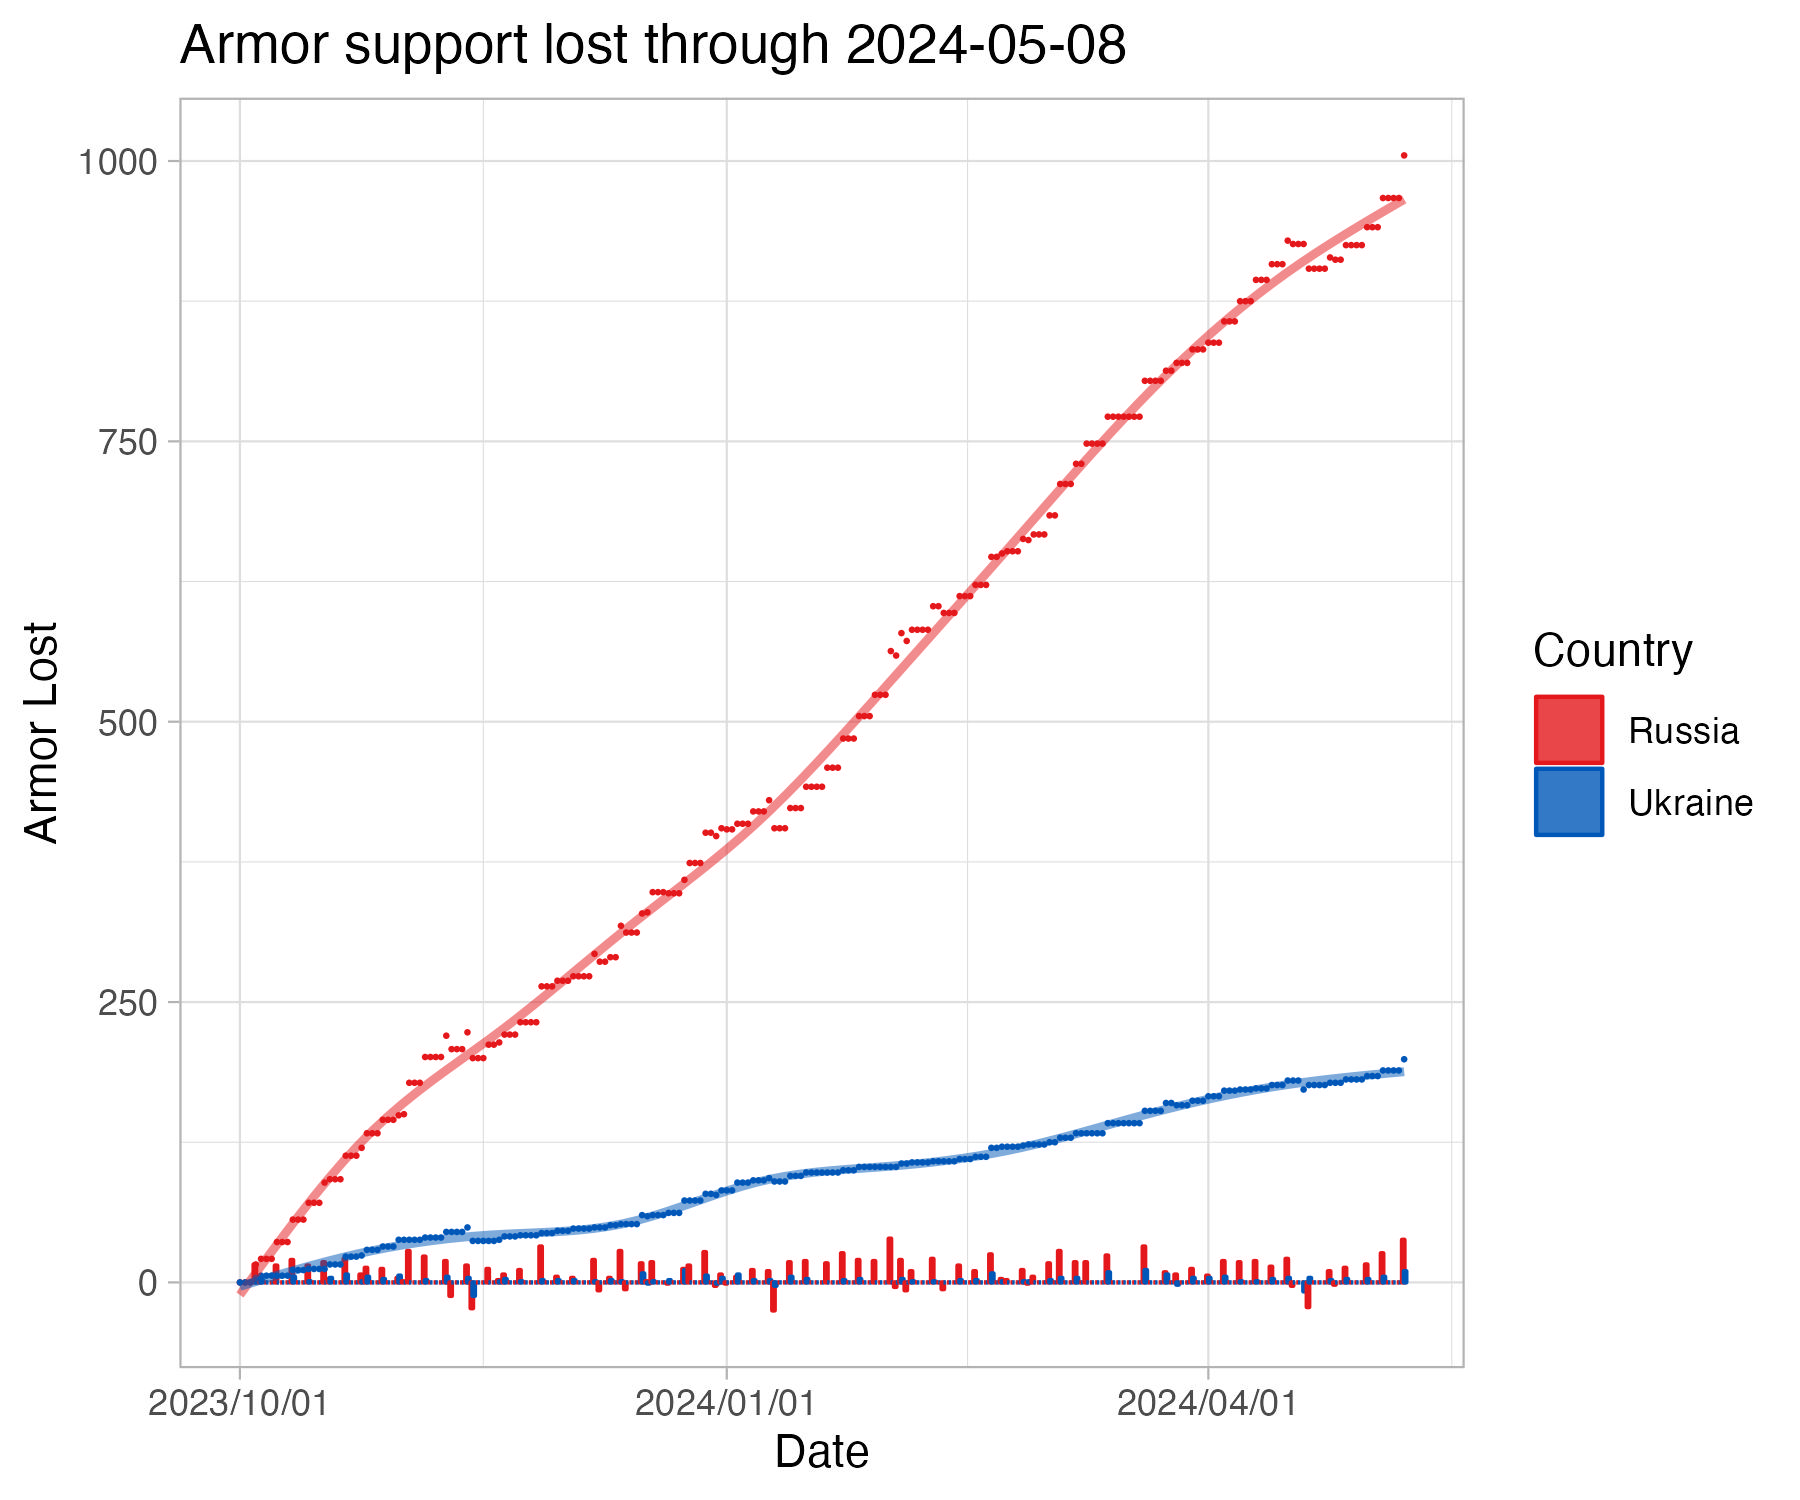 Armor support lost through 2024-05-08
Armor Lost
1000
750
500
250
0
2023/10/01
2024/01/01
2024/04/01
Date
Country
Russia
Ukraine